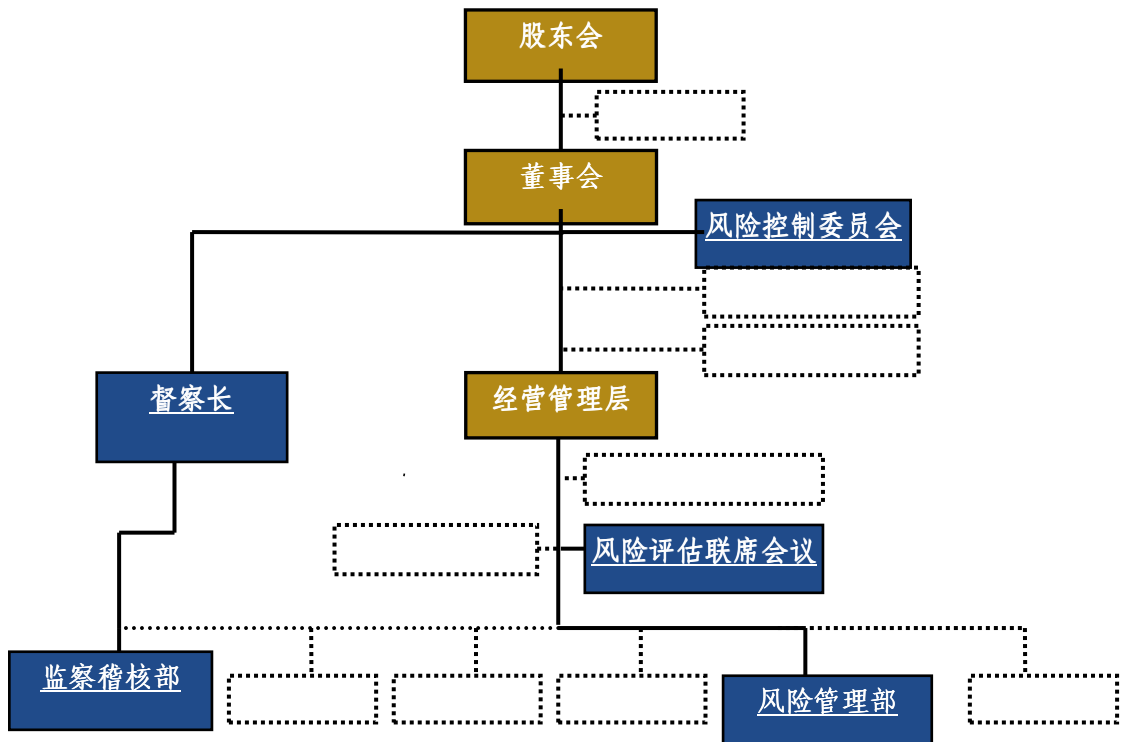 股东会
董事会
风险控制委员会
督察长
经营管理层
风险评估联席会议
监察稽核部
风险管理部